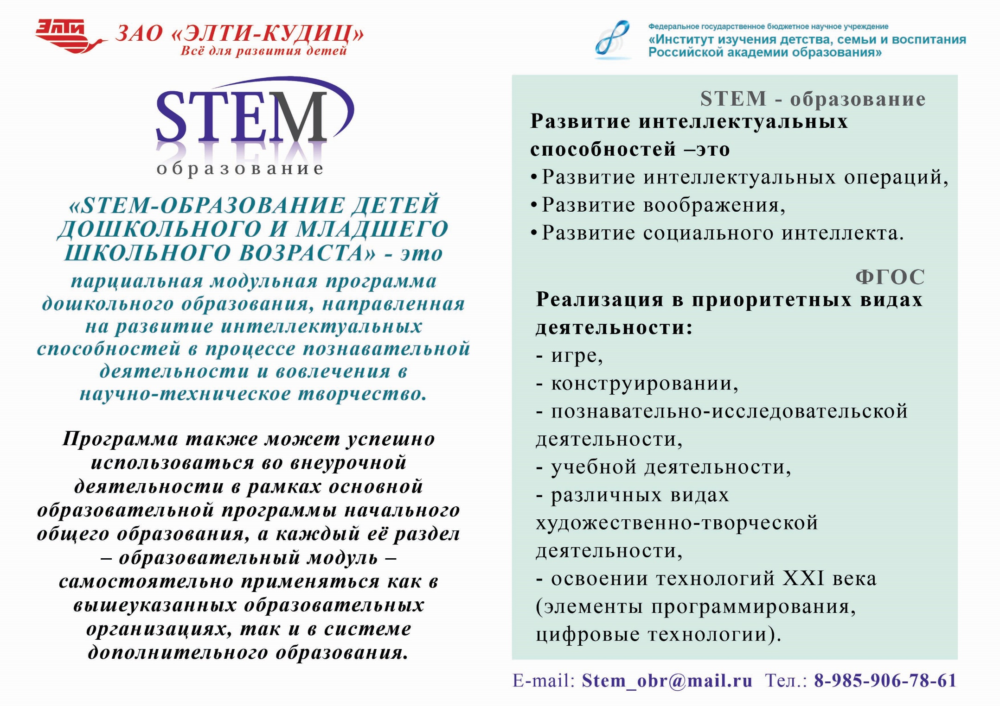 ЭЛТИ
ЗАО «ЭЛТИ-КУДИЦ»
Всё для развития детей
Федеральное государственное бюджетное научное учреждение
«Институт изучения детства, семьи и воспитания
Российской академии образования»
STEM
образование
«STEM-ОБРАЗОВАНИЕ ДЕТЕЙ
ДОШКОЛЬНОГО И МЛАДШЕГО
ШКОЛЬНОГО ВОЗРАСТА» - это
парциальная модульная программа
дошкольного образования, направленная
на развитие интеллектуальных
способностей в процессе познавательной
деятельности и вовлечения в
научно-техническое творчество.
Программа также может успешно
использоваться во внеурочной
деятельности в рамках основной
образовательной программы начального
общего образования, а каждый её раздел
– образовательный модуль –
самостоятельно применяться как в
вышеуказанных образовательных
организациях, так и в системе
дополнительного образования.
STEM - образование
Развитие интеллектуальных
способностей –это
• Развитие интеллектуальных операций,
• Развитие воображения,
• Развитие социального интеллекта.
ФГОС
Реализация в приоритетных видах
деятельности:
- игре,
- конструировании,
- познавательно-исследовательской
деятельности,
- учебной деятельности,
- различных видах
художественно-творческой
деятельности,
- освоении технологий XXI века
(элементы программирования,
цифровые технологии).
E-mail: Stem_obr@mail.ru Тел.: 8-985-906-78-61